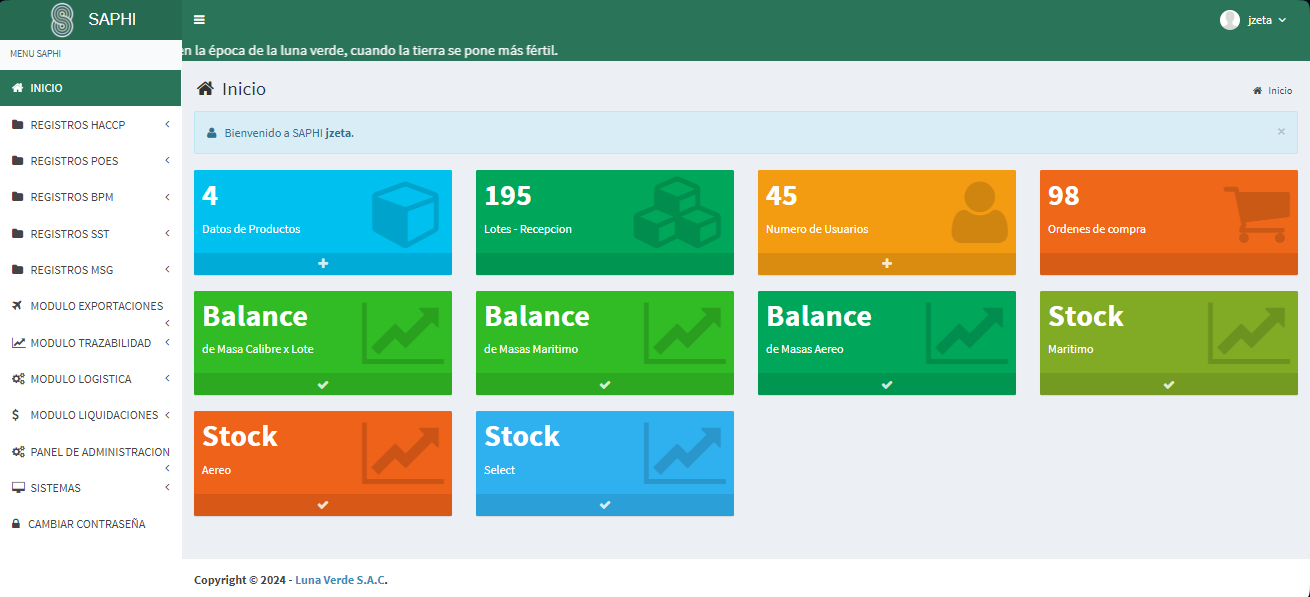 SAPHI
jzeta
MENU SAPHI
en la época de la luna verde, cuando la tierra se pone más fértil.
INICIO
REGISTROS HACCP
REGISTROS POES
REGISTROS BPM
REGISTROS SST
REGISTROS MSG
MODULO EXPORTACIONES
MODULO TRAZABILIDAD
MODULO LOGISTICA
MODULO LIQUIDACIONES
PANEL DE ADMINISTRACION
SISTEMAS
CAMBIAR CONTRASEÑA
Inicio
Inicio
Bienvenido a SAPHI jzeta.
×
4
Datos de Productos
195
Lotes - Recepcion
45
Numero de Usuarios
98
Ordenes de compra
Balance
de Masa Calibre x Lote
Balance
de Masas Maritimo
Balance
de Masas Aereo
Stock
Maritimo
Stock
Aereo
Stock
Select
Copyright © 2024 - Luna Verde S.A.C.